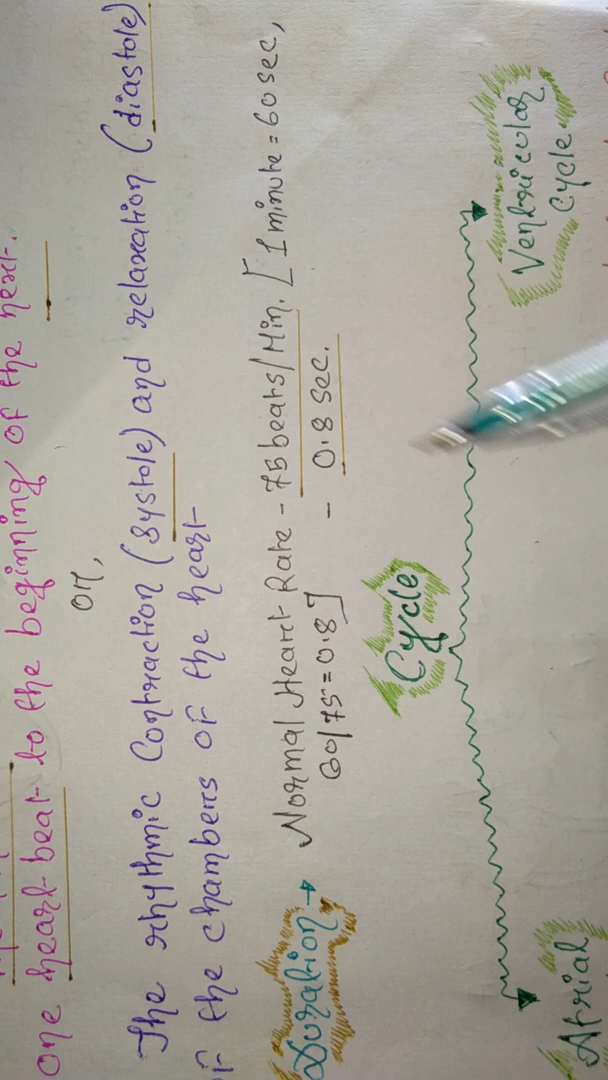 one heart-beat to the beginning of the next.
or,
The rhythmic Contraction (systole) and relaxation (diastole)
of the chambers of the heart
Duration → Normal Heart Rate - 75 beats/Min. [1 minute = 60 sec,
60/75 = 0.8] - 0.8 sec.
Cycle
Atrial
Ventricular
Cycle